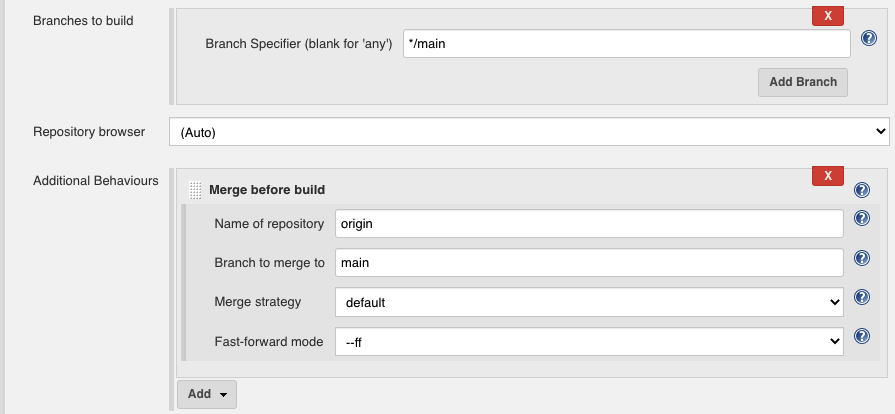 Branches to build
X
Branch Specifier (blank for 'any') */main ?
Add Branch
Repository browser (Auto)
Additional Behaviours
X
Merge before build ?
Name of repository origin ?
Branch to merge to main ?
Merge strategy default ?
Fast-forward mode --ff ?
Add